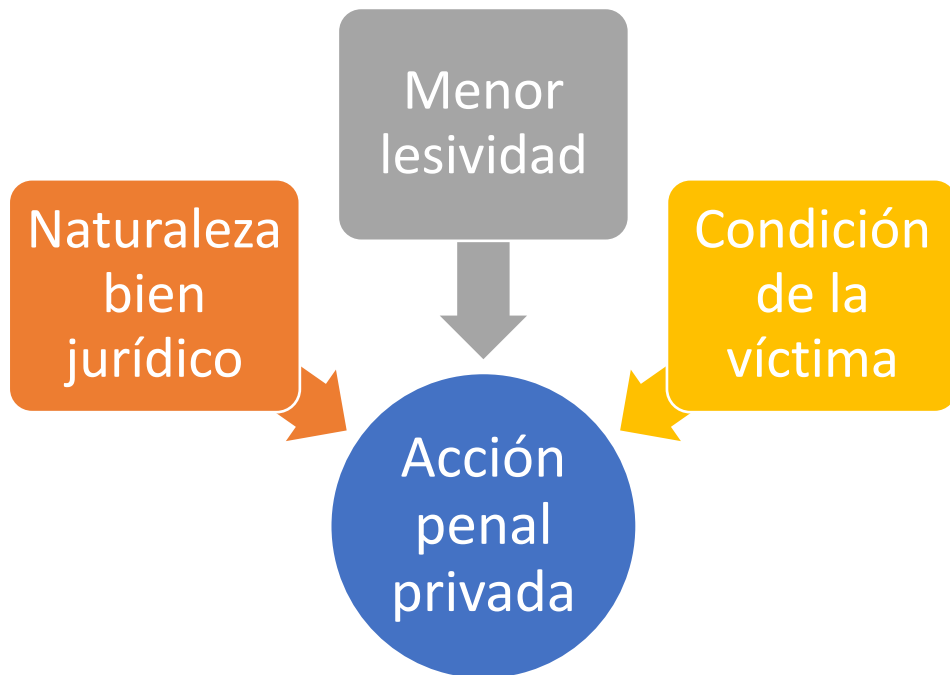 Menor
lesividad
Naturaleza
bien
jurídico
Condición
de la
víctima
Acción
penal
privada